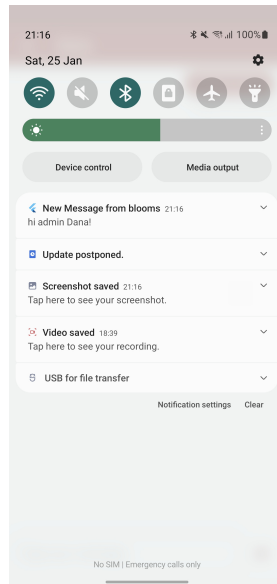 21:16
100%
Sat, 25 Jan
Device control
Media output
New Message from blooms 21:16
hi admin Dana!
Update postponed.
Screenshot saved 21:16
Tap here to see your screenshot.
Video saved 18:39
Tap here to see your recording.
USB for file transfer
Notification settings
Clear
No SIM | Emergency calls only